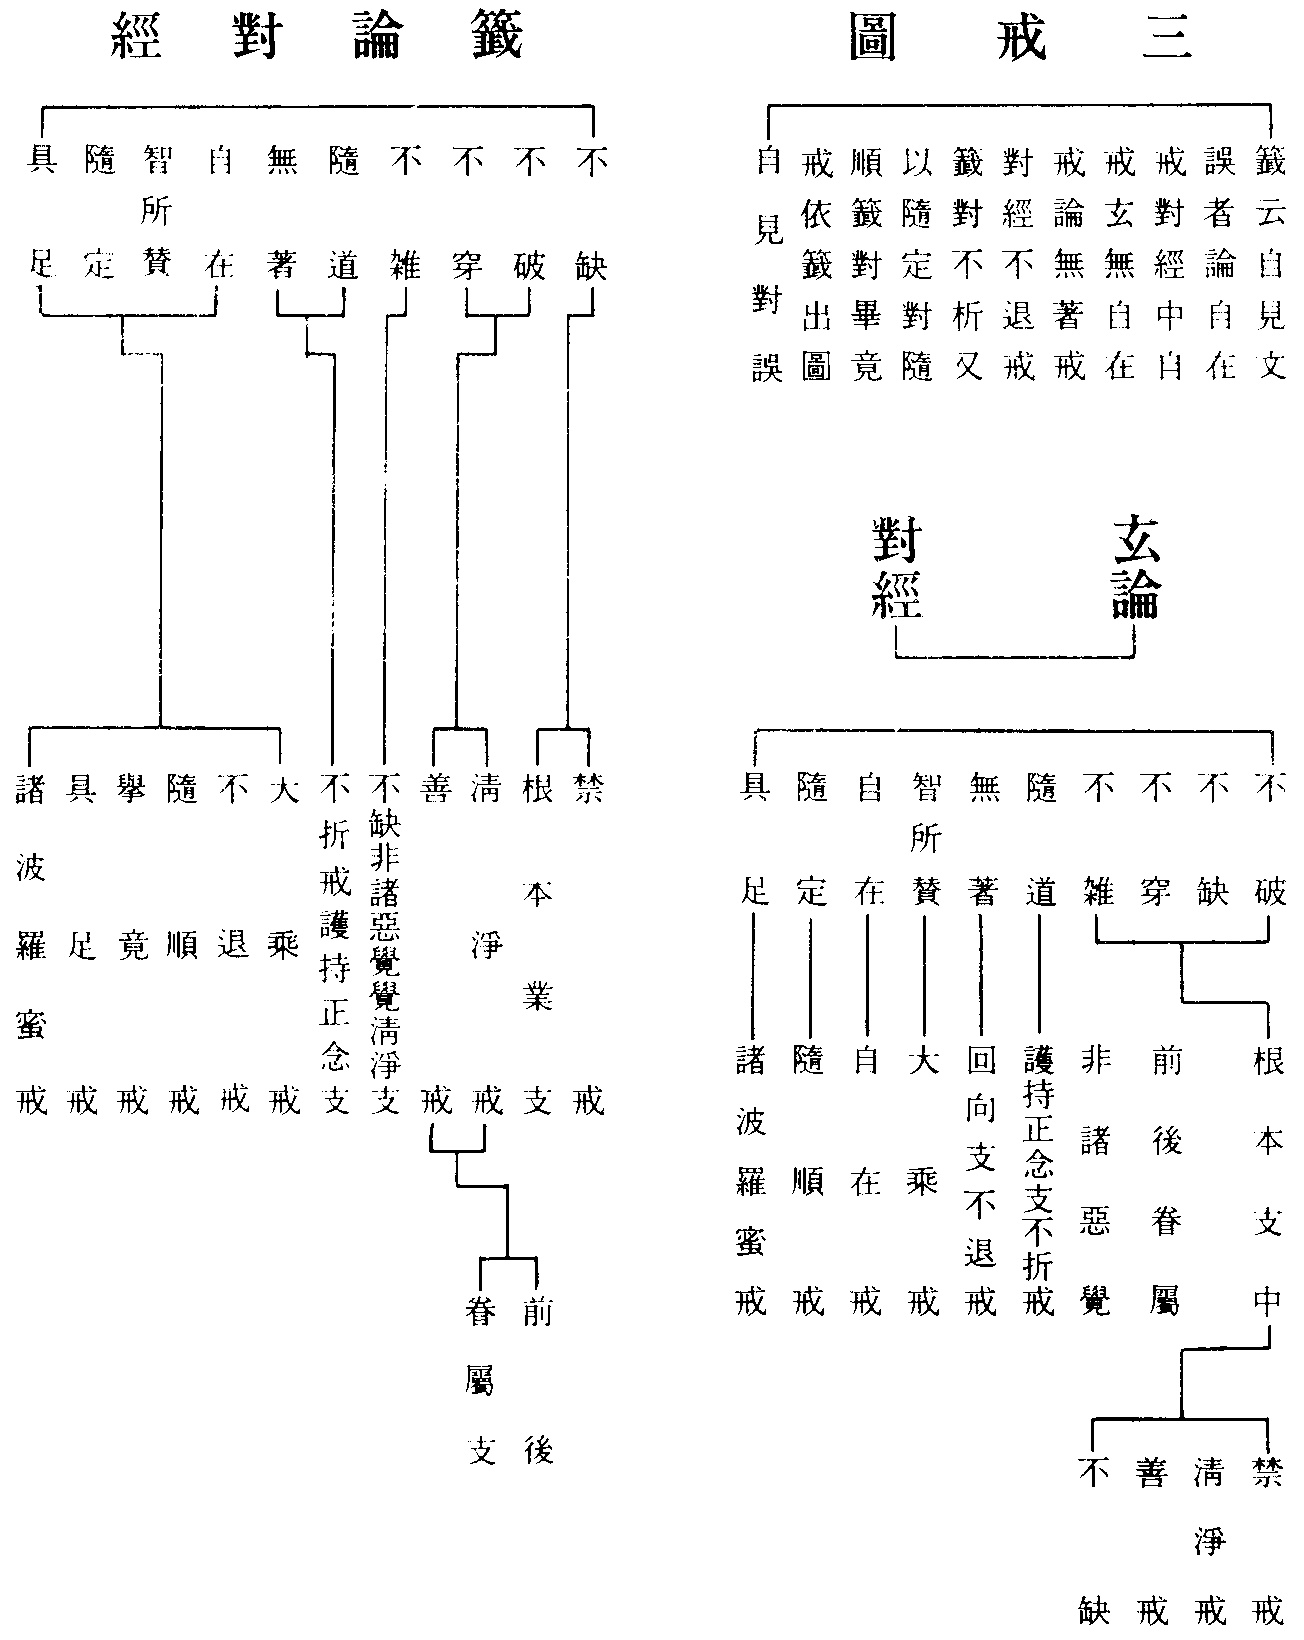 三戒圖
籤云自見文
誤者論自在
戒對經中自
戒玄無自在
戒論無著戒
對經不退戒
籤對不析又
以隨定對隨
順籤對畢竟
戒依籤出圖
自見對誤
玄論
對經
不破
不缺
不穿
不雜
隨道
無著
智所贊
自在
隨定
具足
根本支中
前後眷屬
非諸惡覺
護持正念支不折戒
回向支不退戒
大乘戒
自在戒
隨順戒
諸波羅蜜戒
禁戒
清淨戒
善戒
不缺
籤論對經
不缺
不破
不穿
不雜
隨道
無著
自在
智所贊
隨定
具足
禁戒
根本業支
清淨戒
善戒
不缺非諸惡覺覺清淨支
不折戒護持正念支
大乘戒
不退戒
隨順戒
舉竟戒
具足戒
諸波羅蜜戒
前後
眷屬支